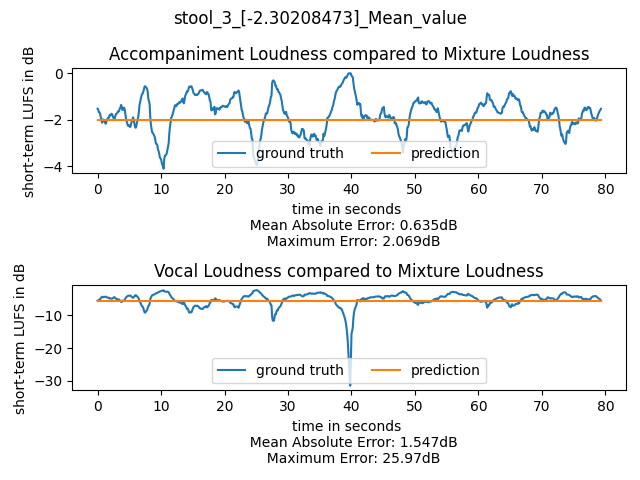 stool_3_[-2.30208473]_Mean_value
Accompaniment Loudness compared to Mixture Loudness
short-term LUFS in dB
0
−2
−4
ground truth
prediction
0 10 20 30 40 50 60 70 80
time in seconds
Mean Absolute Error: 0.635dB
Maximum Error: 2.069dB
Vocal Loudness compared to Mixture Loudness
short-term LUFS in dB
−10
−20
−30
ground truth
prediction
0 10 20 30 40 50 60 70 80
time in seconds
Mean Absolute Error: 1.547dB
Maximum Error: 25.97dB